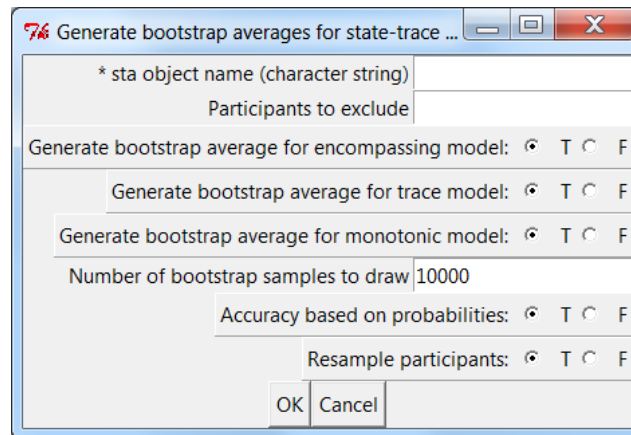 Generate bootstrap averages for state-trace ...
* sta object name (character string)
Participants to exclude
Generate bootstrap average for encompassing model: T F
Generate bootstrap average for trace model: T F
Generate bootstrap average for monotonic model: T F
Number of bootstrap samples to draw 10000
Accuracy based on probabilities: T F
Resample participants: T F
OK Cancel